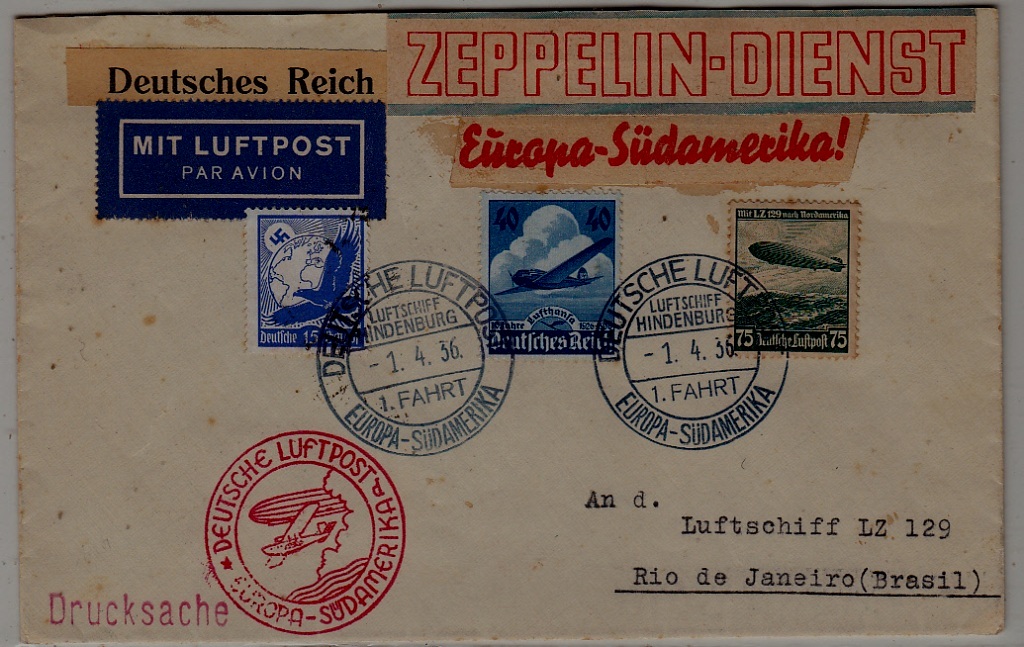 Deutsches Reich
ZEPPELIN-DIENST
Europa-Südamerika!
MIT LUFTPOST
PAR AVION
Deutsche 15
40 40
Lufthansa
Deutsches Reich
Mit LZ 129 nach Nordamerika
75 Deutsche Luftpost 75
DEUTSCHE LUFTPOST
LUFTSCHIFF
HINDENBURG
- 1. 4. 36.
1. FAHRT
EUROPA-SÜDAMERIKA
DEUTSCHE LUFT
LUFTSCHIFF
HINDENBURG
- 1. 4. 36.
1. FAHRT
EUROPA-SÜDAMERIKA
DEUTSCHE LUFTPOST
EUROPA-SÜDAMERIKA
An d.
Luftschiff LZ 129
Rio de Janeiro(Brasil)
Drucksache